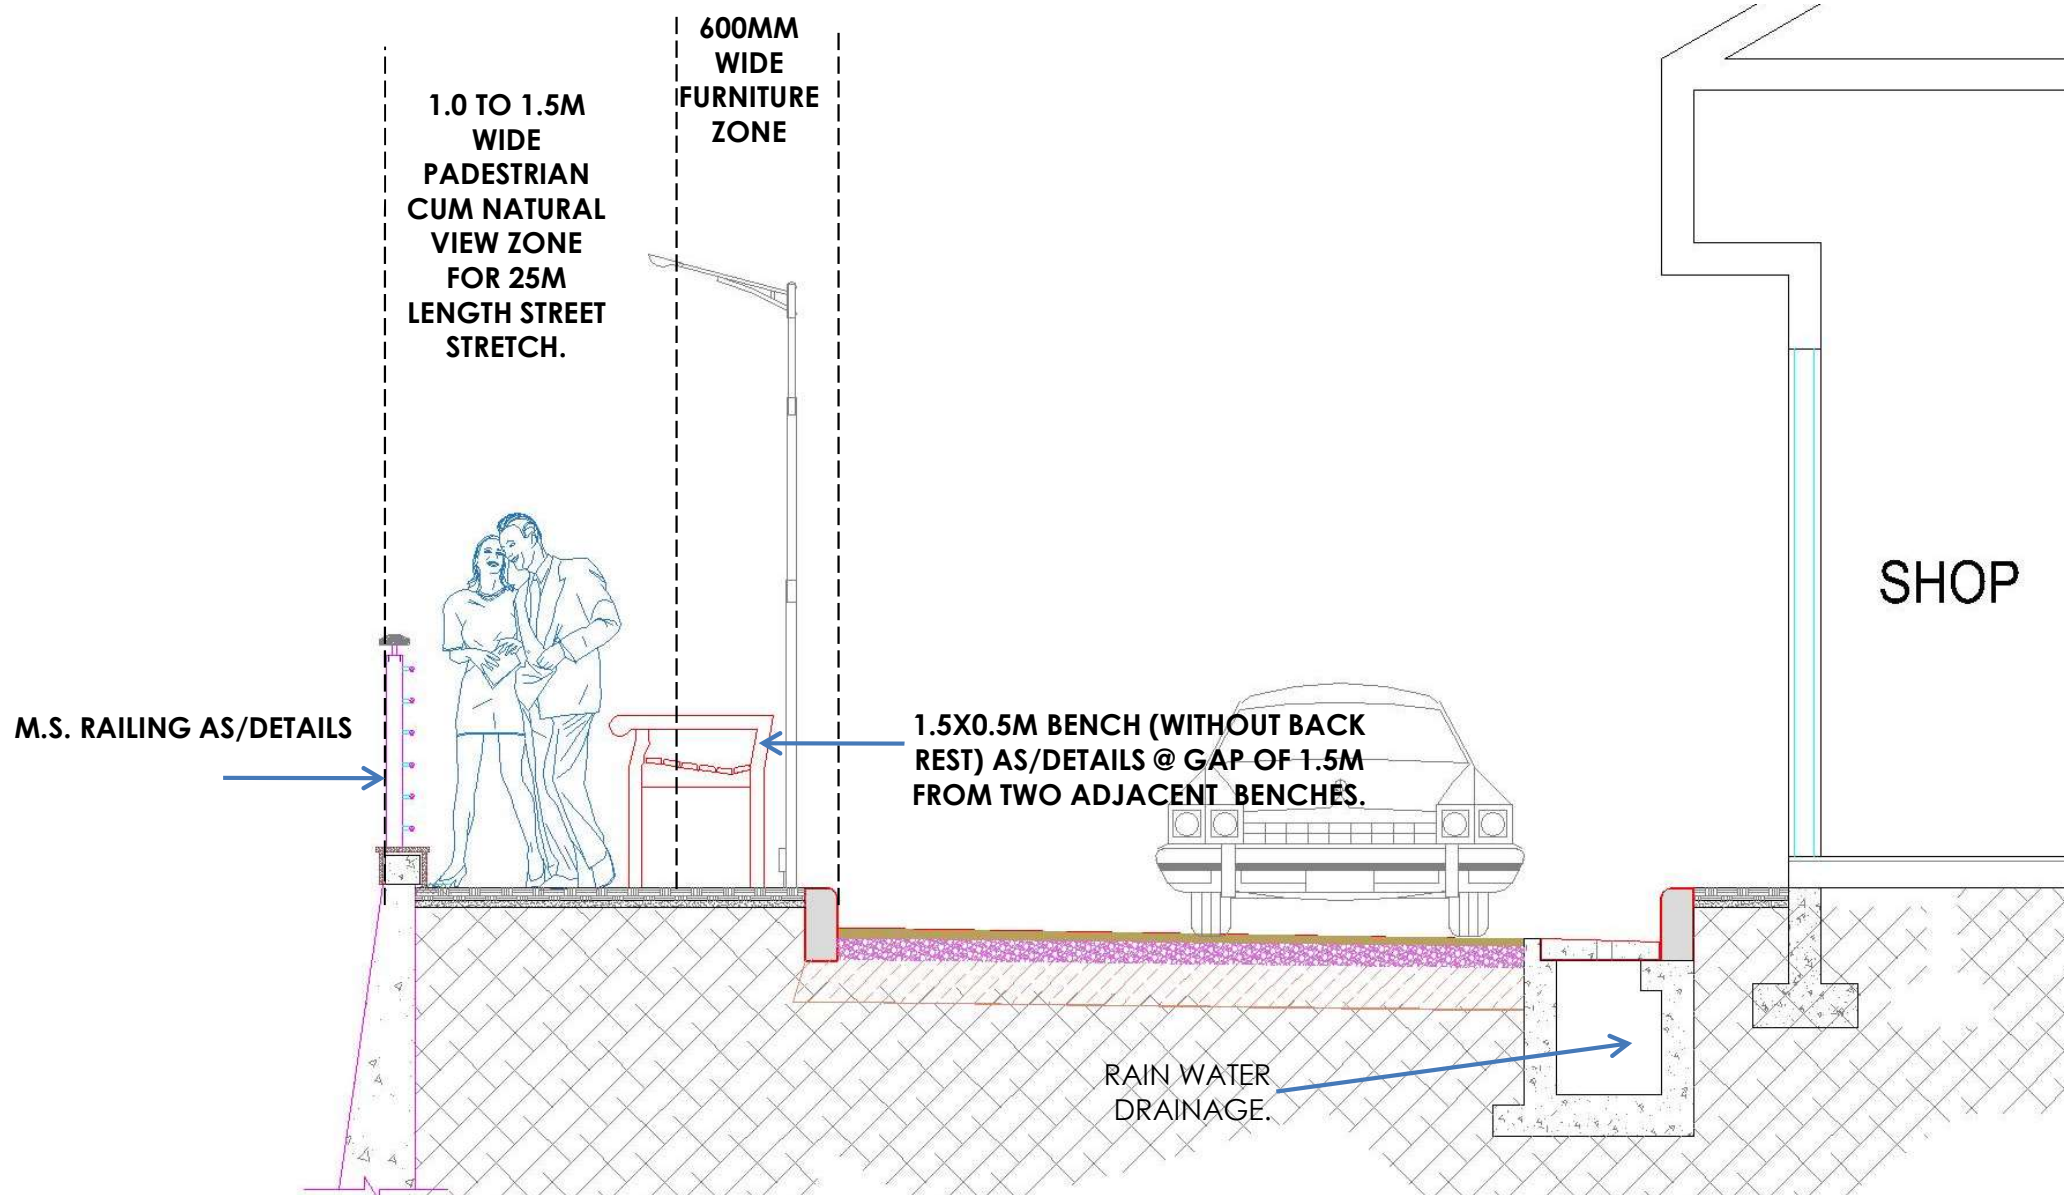 600MM
WIDE
FURNITURE
ZONE
1.0 TO 1.5M
WIDE
PADESTRIAN
CUM NATURAL
VIEW ZONE
FOR 25M
LENGTH STREET
STRETCH.
SHOP
M.S. RAILING AS/DETAILS
1.5X0.5M BENCH (WITHOUT BACK
REST) AS/DETAILS @ GAP OF 1.5M
FROM TWO ADJACENT BENCHES.
RAIN WATER
DRAINAGE.